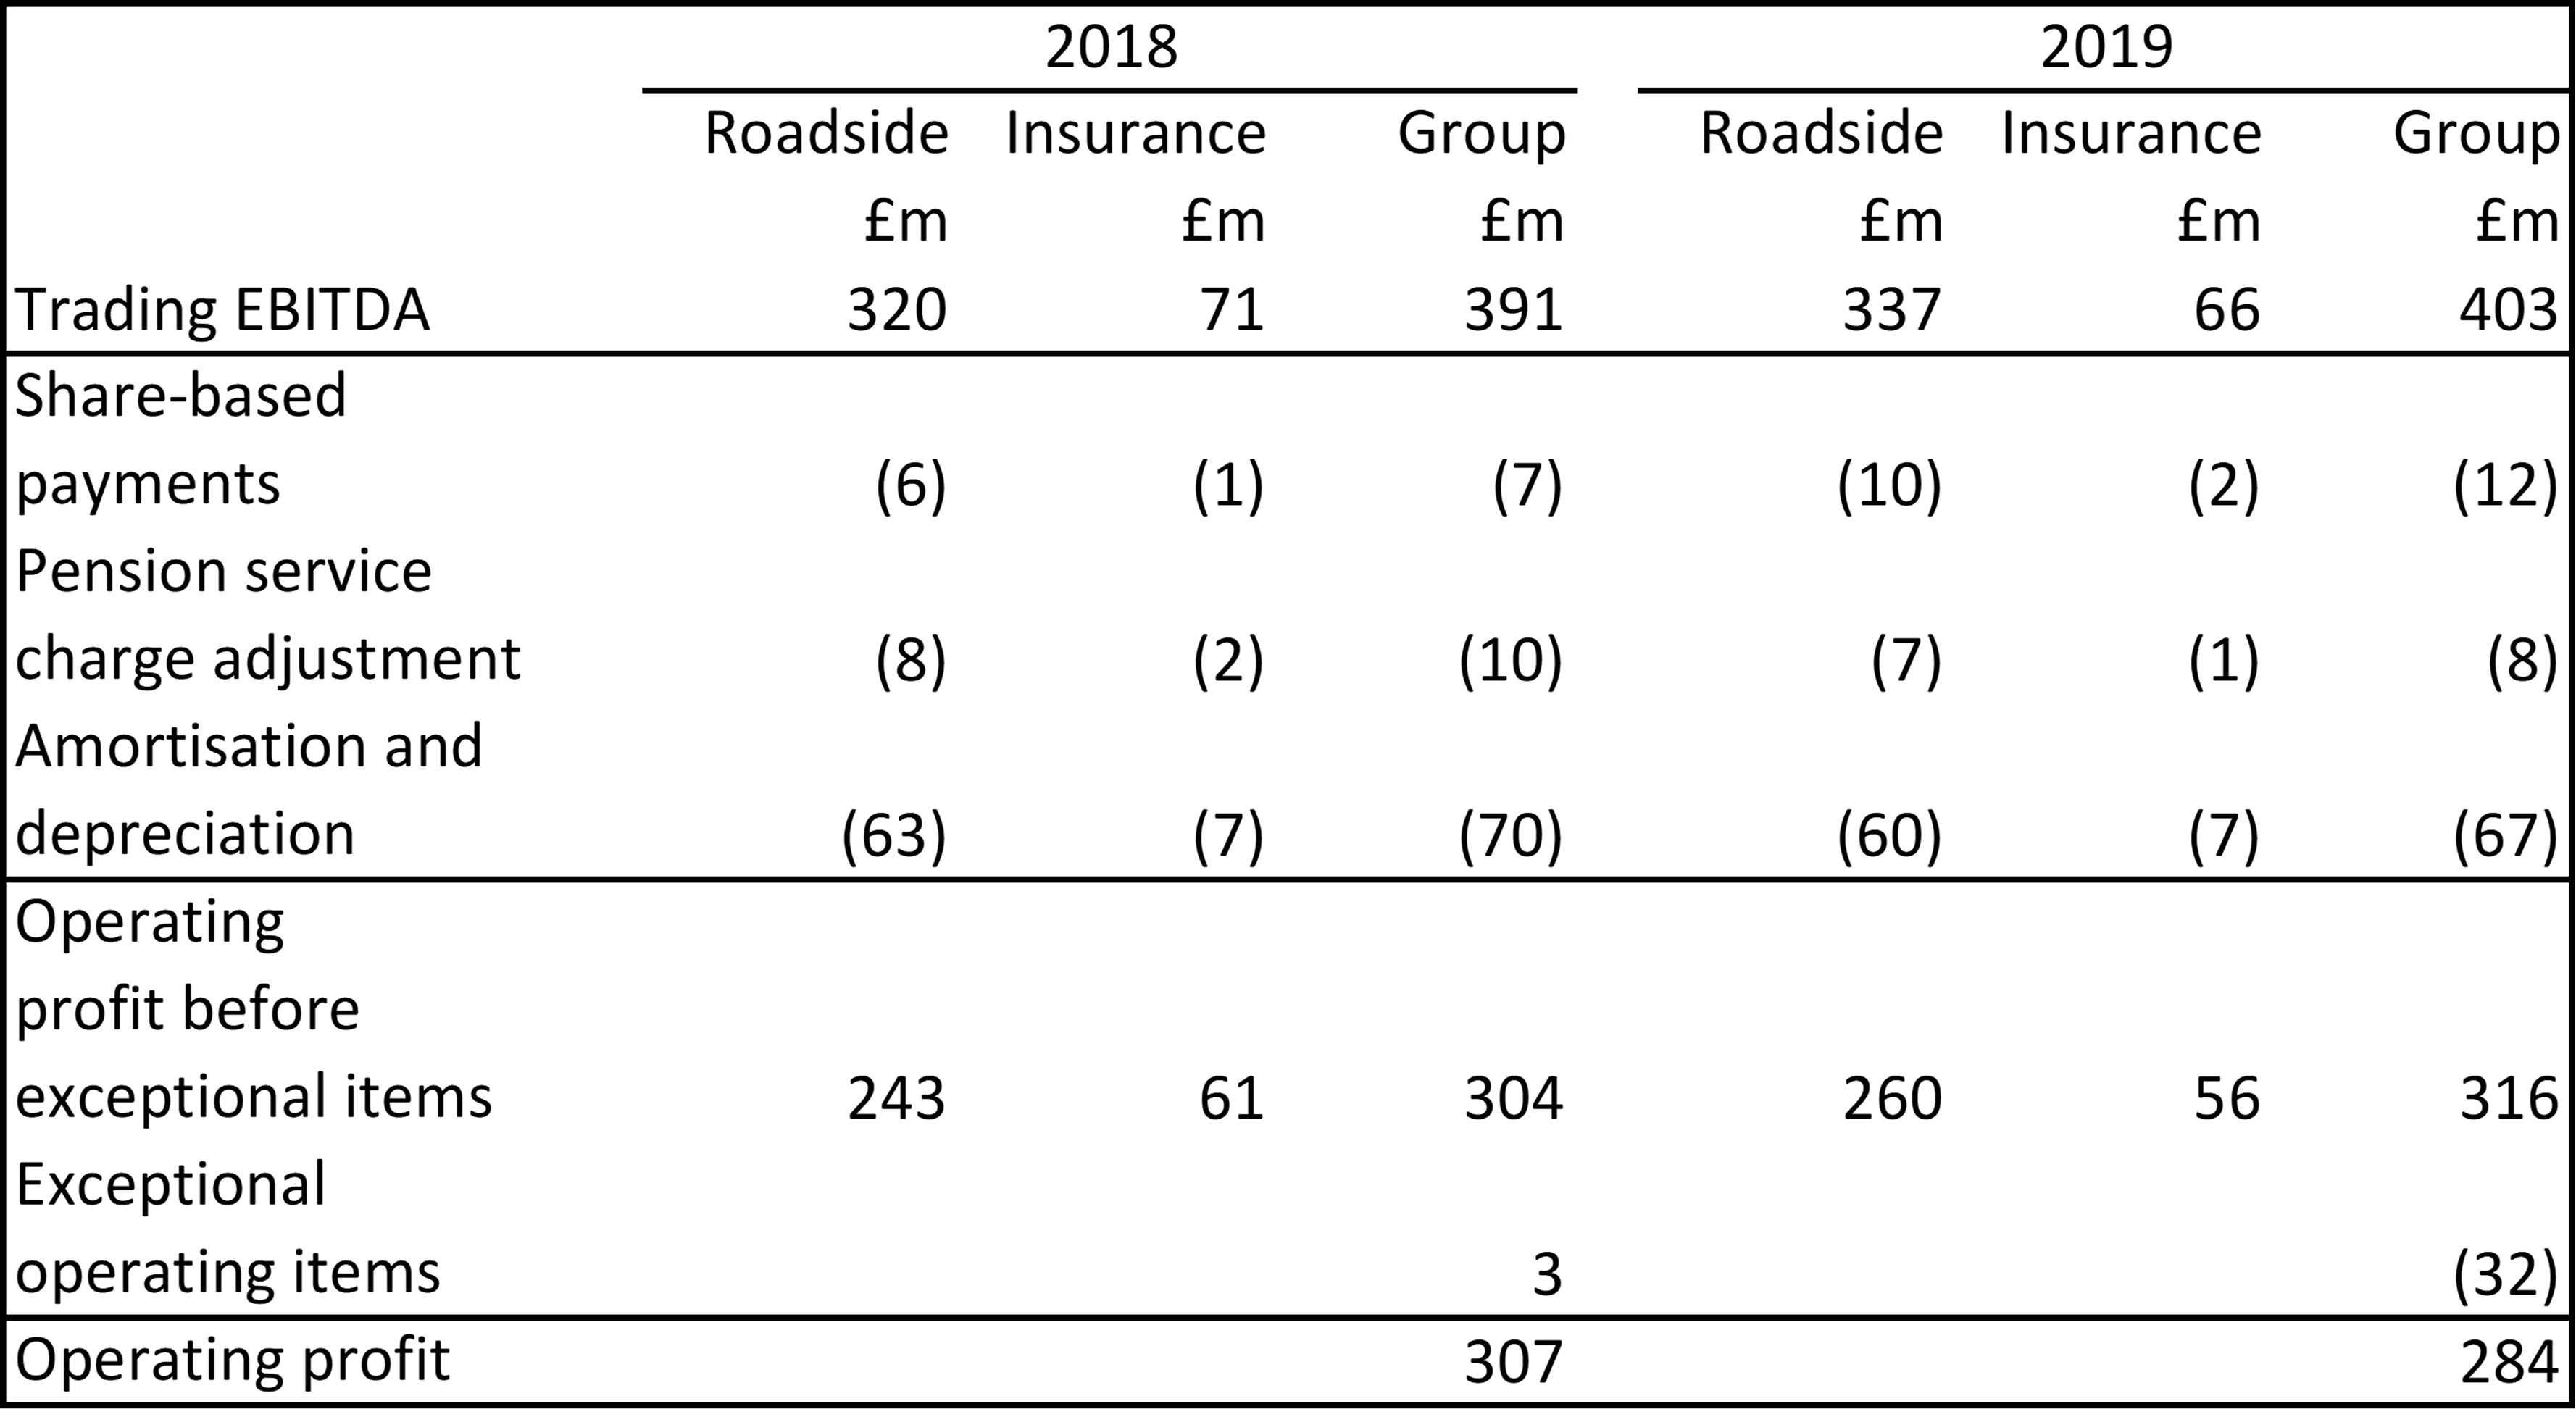 2018 2019
Roadside Insurance Group Roadside Insurance Group
£m £m £m £m £m £m
Trading EBITDA 320 71 391 337 66 403
Share-based
payments (6) (1) (7) (10) (2) (12)
Pension service
charge adjustment (8) (2) (10) (7) (1) (8)
Amortisation and
depreciation (63) (7) (70) (60) (7) (67)
Operating
profit before
exceptional items 243 61 304 260 56 316
Exceptional
operating items 3 (32)
Operating profit 307 284